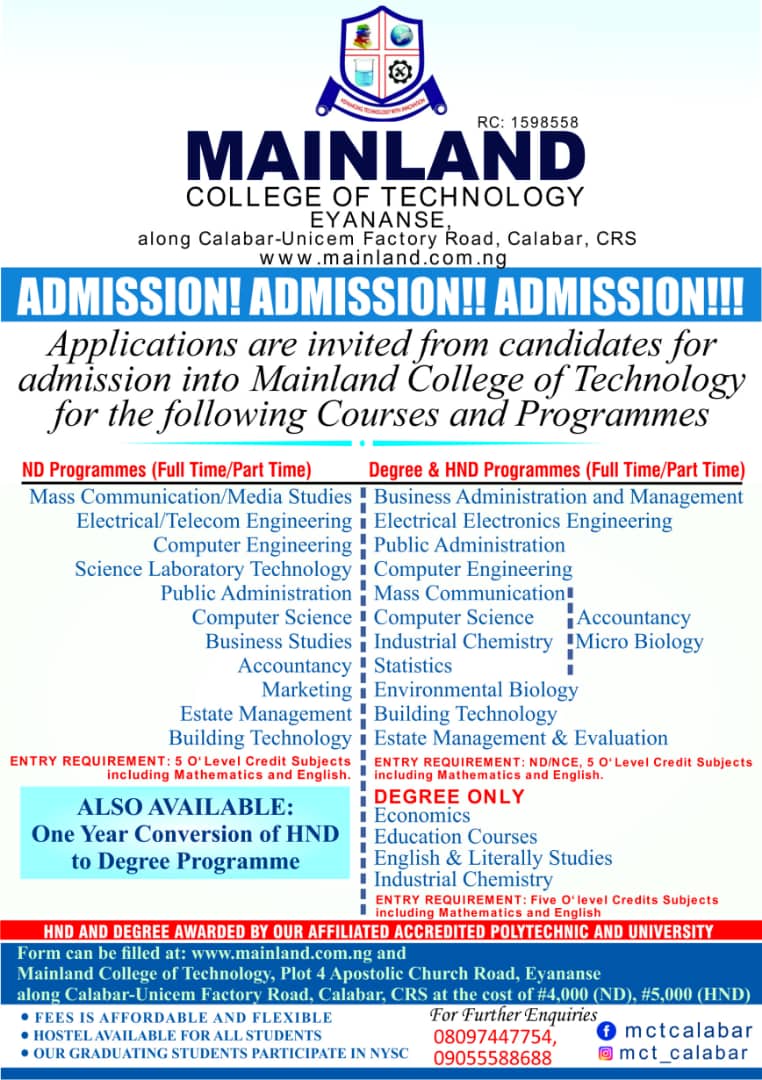 ADVANCING TECHNOLOGY WITH INNOVATION
RC: 1598558
MAINLAND
COLLEGE OF TECHNOLOGY
EYANANSE,
along Calabar-Unicem Factory Road, Calabar, CRS
www.mainland.com.ng
ADMISSION! ADMISSION!! ADMISSION!!!
Applications are invited from candidates for
admission into Mainland College of Technology
for the following Courses and Programmes
ND Programmes (Full Time/Part Time)
Mass Communication/Media Studies
Electrical/Telecom Engineering
Computer Engineering
Science Laboratory Technology
Public Administration
Computer Science
Business Studies
Accountancy
Marketing
Estate Management
Building Technology
ENTRY REQUIREMENT: 5 O' Level Credit Subjects
including Mathematics and English.
ALSO AVAILABLE:
One Year Conversion of HND
to Degree Programme
Degree & HND Programmes (Full Time/Part Time)
Business Administration and Management
Electrical Electronics Engineering
Public Administration
Computer Engineering
Mass Communication
Computer Science
Accountancy
Industrial Chemistry
Micro Biology
Statistics
Environmental Biology
Building Technology
Estate Management & Evaluation
ENTRY REQUIREMENT: ND/NCE, 5 O' Level Credit Subjects
including Mathematics and English.
DEGREE ONLY
Economics
Education Courses
English & Literally Studies
Industrial Chemistry
ENTRY REQUIREMENT: Five O' level Credits Subjects
including Mathematics and English
HND AND DEGREE AWARDED BY OUR AFFILIATED ACCREDITED POLYTECHNIC AND UNIVERSITY
Form can be filled at: www.mainland.com.ng and
Mainland College of Technology, Plot 4 Apostolic Church Road, Eyananse
along Calabar-Unicem Factory Road, Calabar, CRS at the cost of #4,000 (ND), #5,000 (HND)
• FEES IS AFFORDABLE AND FLEXIBLE
• HOSTEL AVAILABLE FOR ALL STUDENTS
• OUR GRADUATING STUDENTS PARTICIPATE IN NYSC
For Further Enquiries
08097447754,
09055588688
mctcalabar
mct_calabar